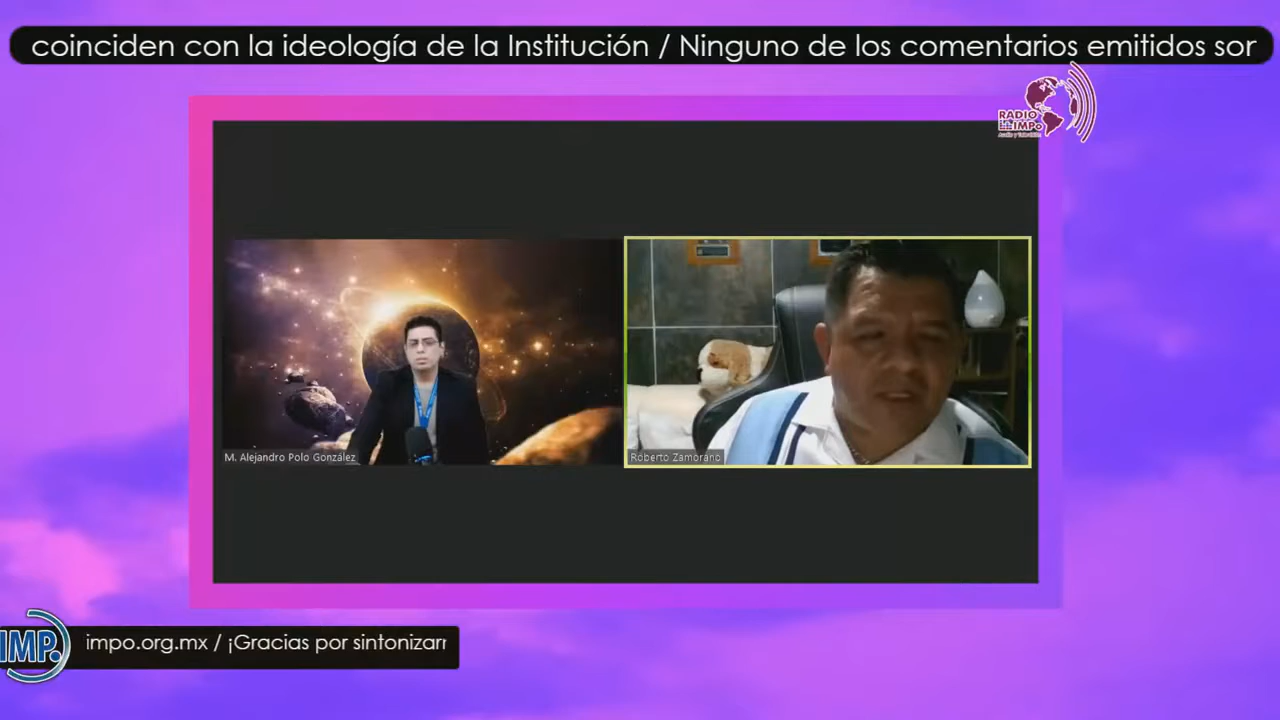 coinciden con la ideología de la Institución / Ninguno de los comentarios emitidos sor
RADIO
IMPO
M. Alejandro Polo González
Roberto Zamorano
IMP.
impo.org.mx / ¡Gracias por sintonizarr